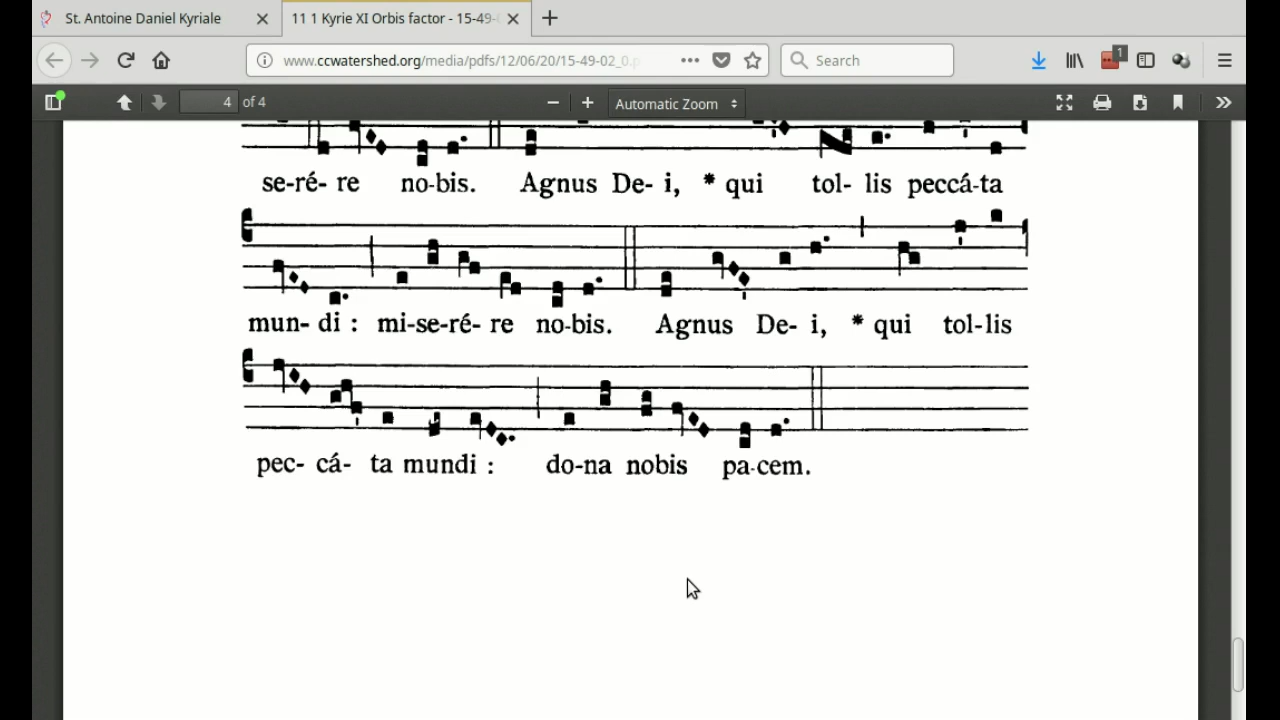 St. Antoine Daniel Kyriale
11 1 Kyrie XI Orbis factor - 15-49-
www.ccwatershed.org/media/pdfs/12/06/20/15-49-02_0.p
Search
1
4 of 4
Automatic Zoom
se-ré- re no-bis. Agnus De- i, * qui tol- lis peccá-ta
mun- di : mi-se-ré- re no-bis. Agnus De- i, * qui tol-lis
pec- cá- ta mundi : do-na nobis pa-cem.